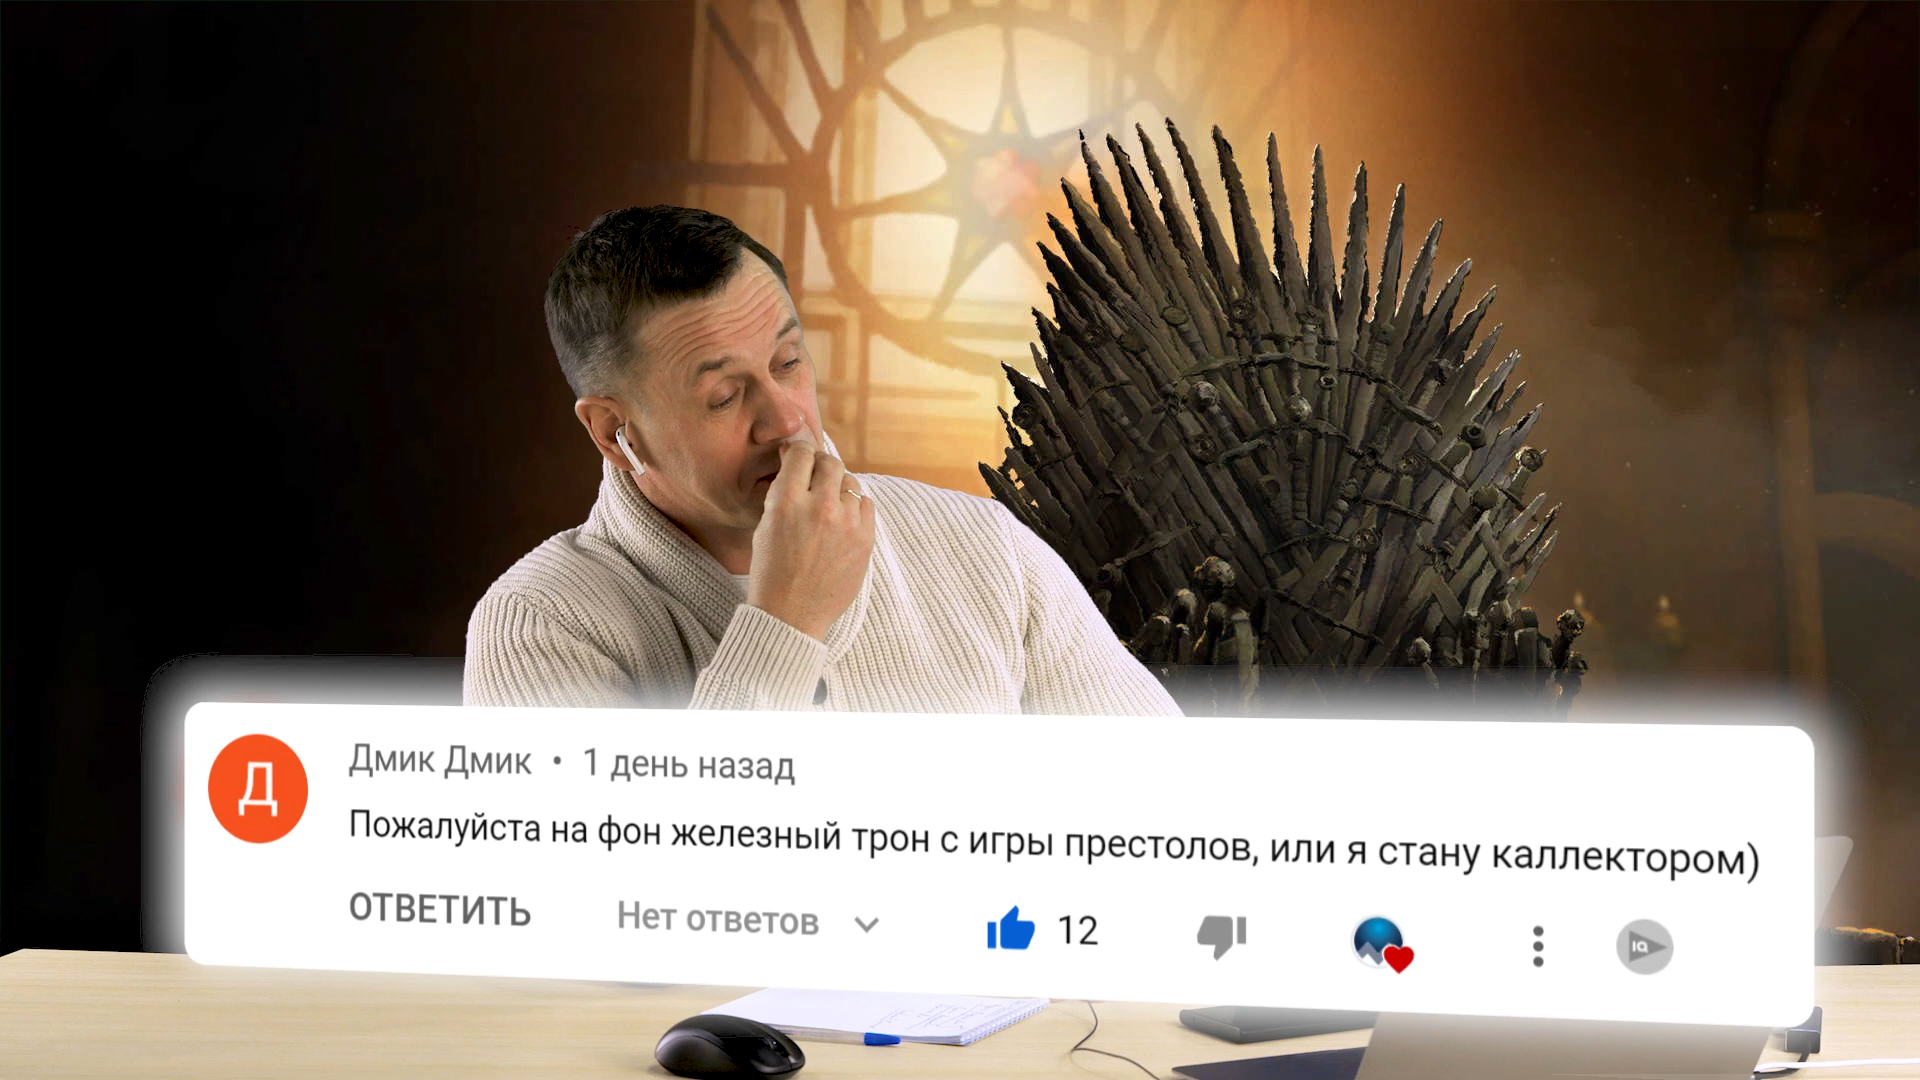 Д
Дмик Дмик • 1 день назад
Пожалуйста на фон железный трон с игры престолов, или я стану каллектором)
ОТВЕТИТЬ Нет ответов 12
IQ